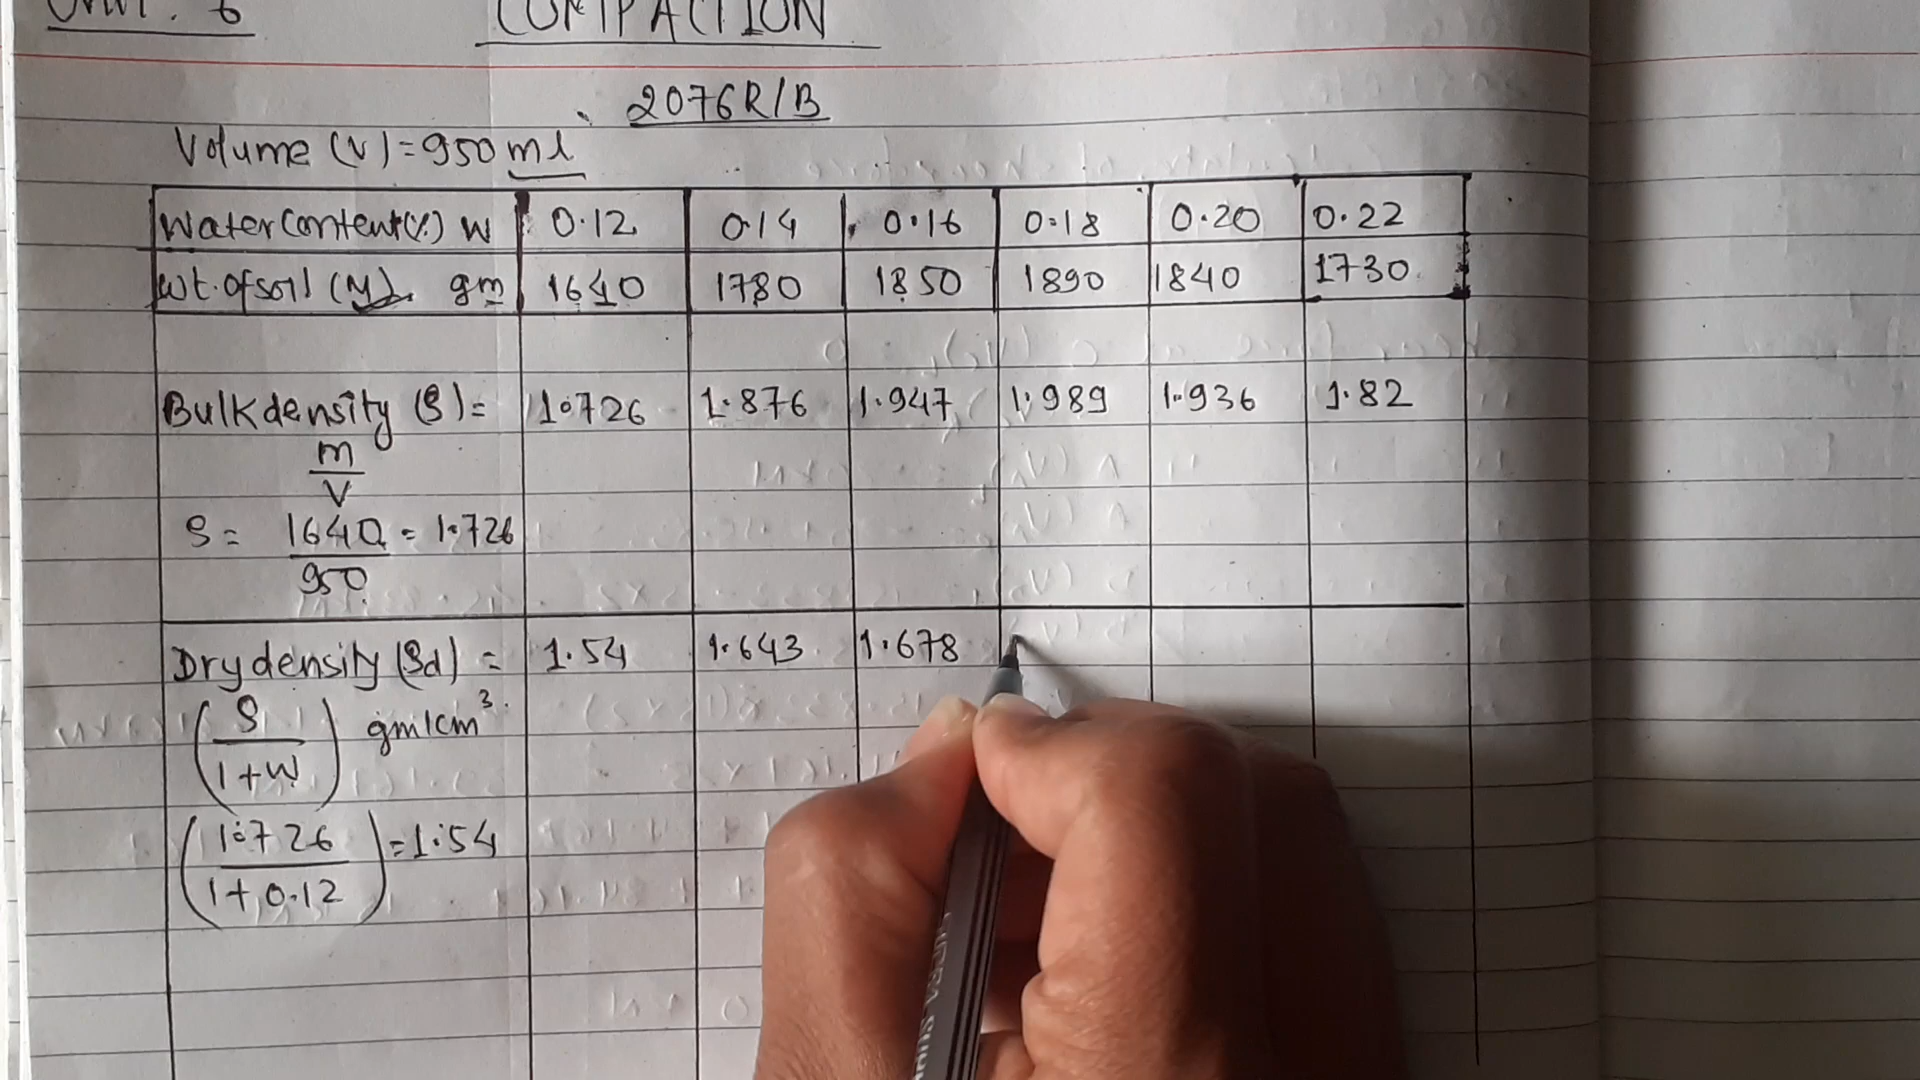 Unit. 6
COMPACTION
2076R/B
Volume (V)=950 ml
Water Content(%) W 0.12 0.14 0.16 0.18 0.20 0.22
Wt. of soil (M) gm 1640 1780 1850 1890 1840 1730
Bulk density (ρ)= 1.726 1.876 1.947 1.989 1.936 1.82
m
V
ρ= 1640 = 1.726
950
Dry density (ρd) = 1.54 1.643 1.678
(ρ/1+W) gm/cm³.
(1.726/1+0.12)=1.54